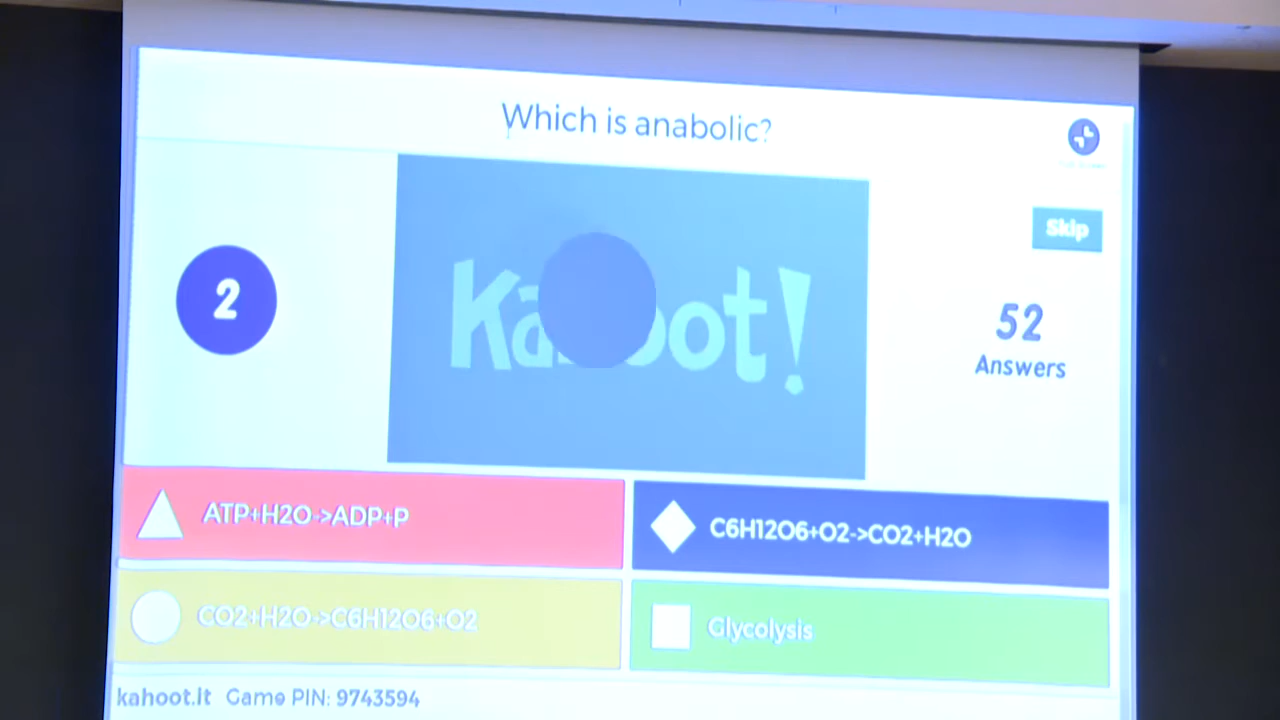 Which is anabolic?
Skip
2
52
Answers
ATP+H2O->ADP+P
C6H12O6+O2->CO2+H2O
CO2+H2O->C6H12O6+O2
Glycolysis
kahoot.it Game PIN: 9743594